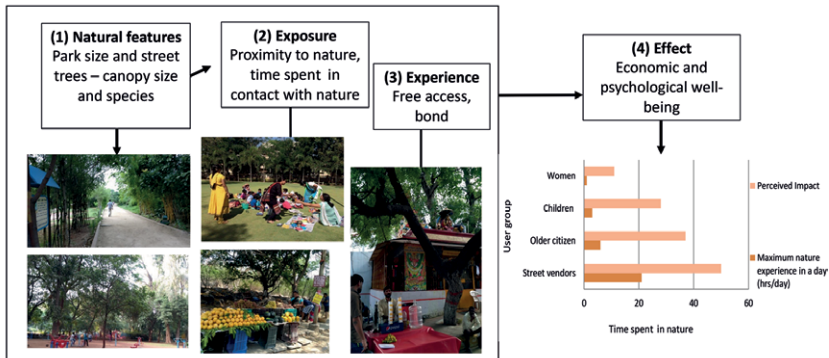 (1) Natural features
Park size and street
trees – canopy size
and species
(2) Exposure
Proximity to nature,
time spent in
contact with nature
(3) Experience
Free access,
bond
(4) Effect
Economic and
psychological well-
being
User group
Women
Children
Older citizen
Street vendors
0
20
40
60
Time spent in nature
Perceived Impact
Maximum nature
experience in a day
(hrs/day)